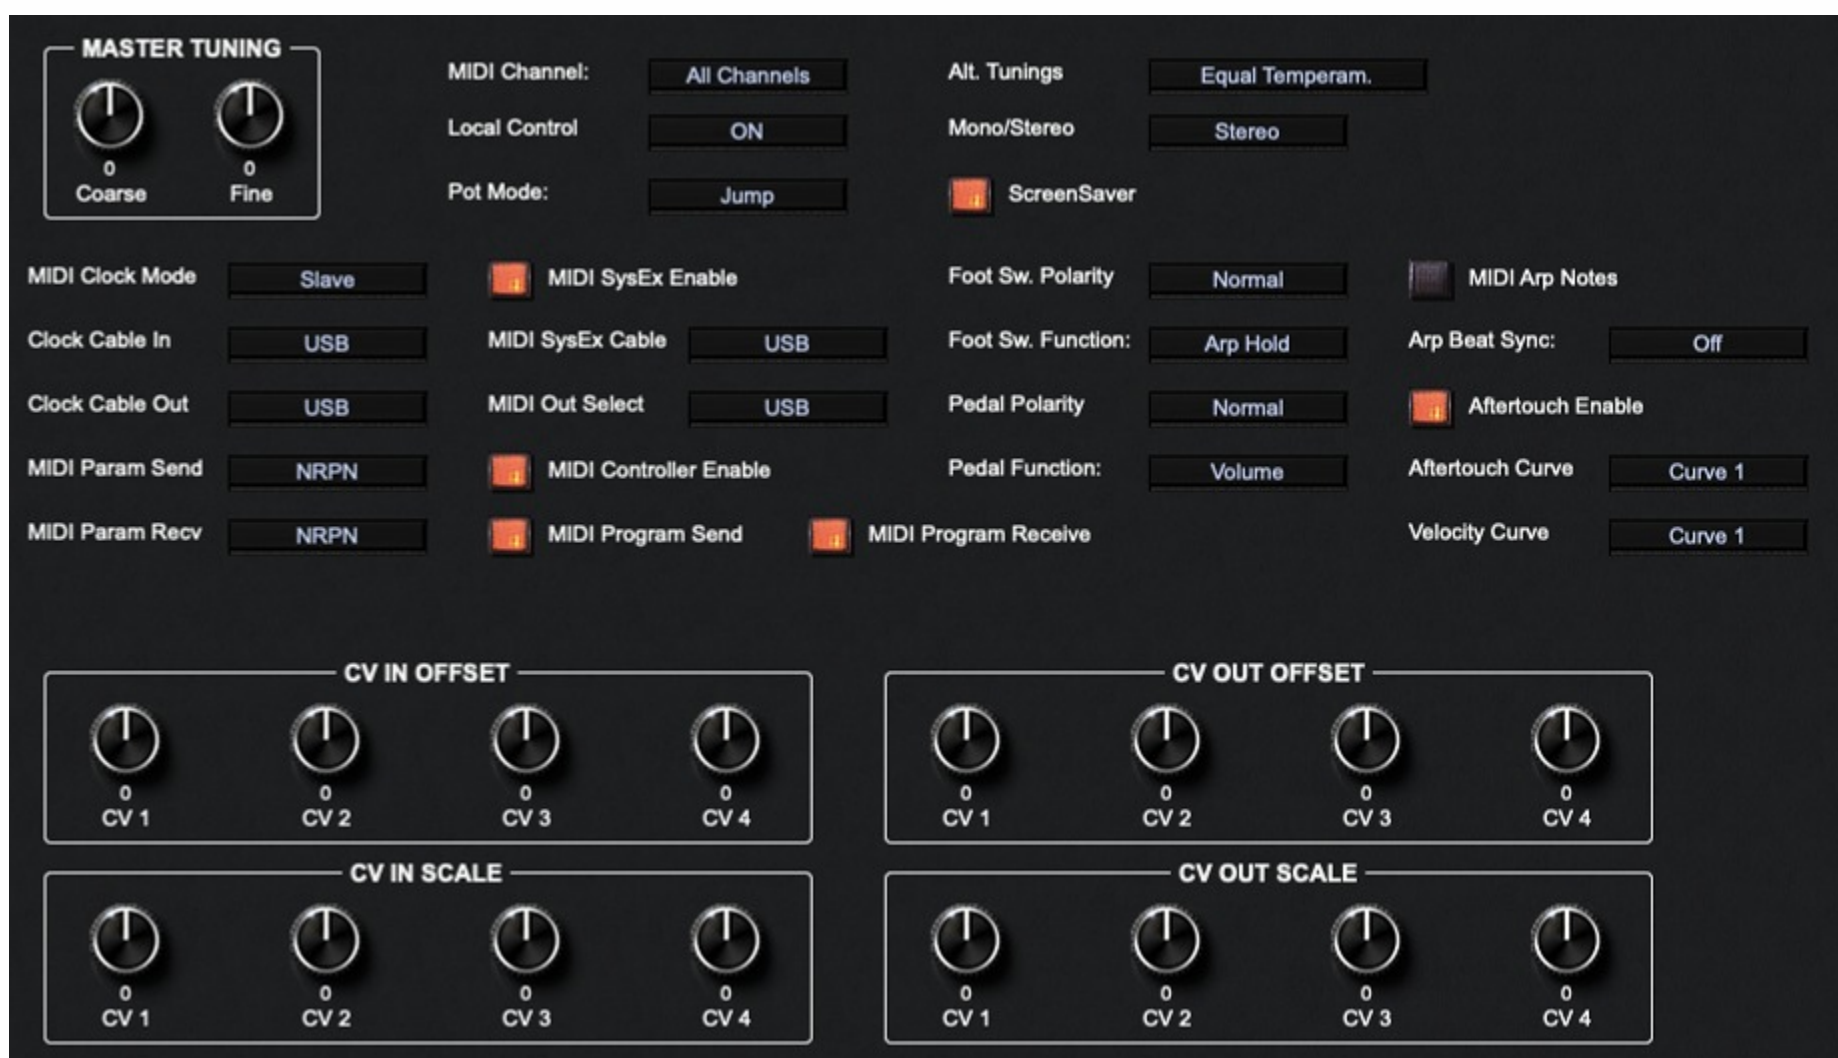 MASTER TUNING
0 0
Coarse Fine
MIDI Channel: All Channels
Local Control ON
Pot Mode: Jump
Alt. Tunings Equal Temperam.
Mono/Stereo Stereo
ScreenSaver
MIDI Clock Mode Slave
Clock Cable In USB
Clock Cable Out USB
MIDI Param Send NRPN
MIDI Param Recv NRPN
MIDI SysEx Enable
MIDI SysEx Cable USB
MIDI Out Select USB
MIDI Controller Enable
MIDI Program Send MIDI Program Receive
Foot Sw. Polarity Normal
Foot Sw. Function: Arp Hold
Pedal Polarity Normal
Pedal Function: Volume
MIDI Arp Notes
Arp Beat Sync: Off
Aftertouch Enable
Aftertouch Curve Curve 1
Velocity Curve Curve 1
CV IN OFFSET
0 0 0 0
CV 1 CV 2 CV 3 CV 4
CV OUT OFFSET
0 0 0 0
CV 1 CV 2 CV 3 CV 4
CV IN SCALE
0 0 0 0
CV 1 CV 2 CV 3 CV 4
CV OUT SCALE
0 0 0 0
CV 1 CV 2 CV 3 CV 4